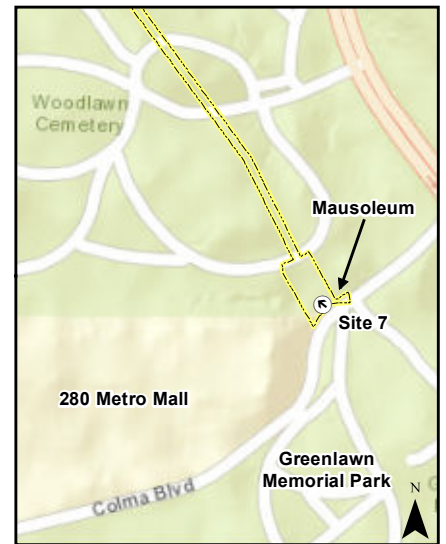 Woodlawn
Cemetery
Mausoleum
Site 7
280 Metro Mall
Greenlawn
Memorial Park
Colma Blvd
N